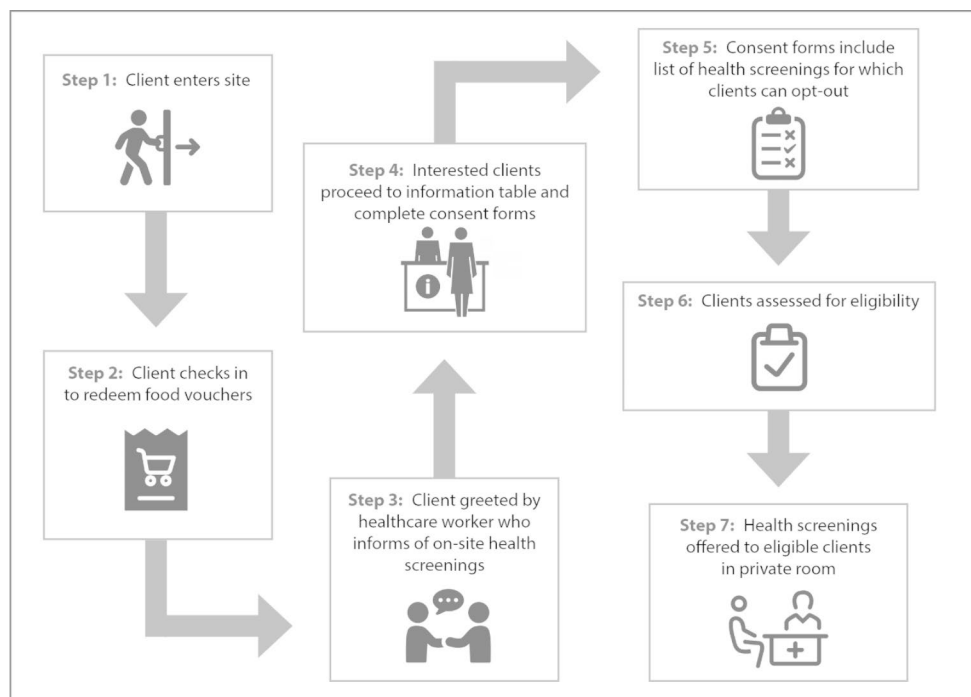 Step 1: Client enters site
Step 2: Client checks in
to redeem food vouchers
Step 3: Client greeted by
healthcare worker who
informs of on-site health
screenings
Step 4: Interested clients
proceed to information table and
complete consent forms
i
Step 5: Consent forms include
list of health screenings for which
clients can opt-out
Step 6: Clients assessed for eligibility
Step 7: Health screenings
offered to eligible clients
in private room